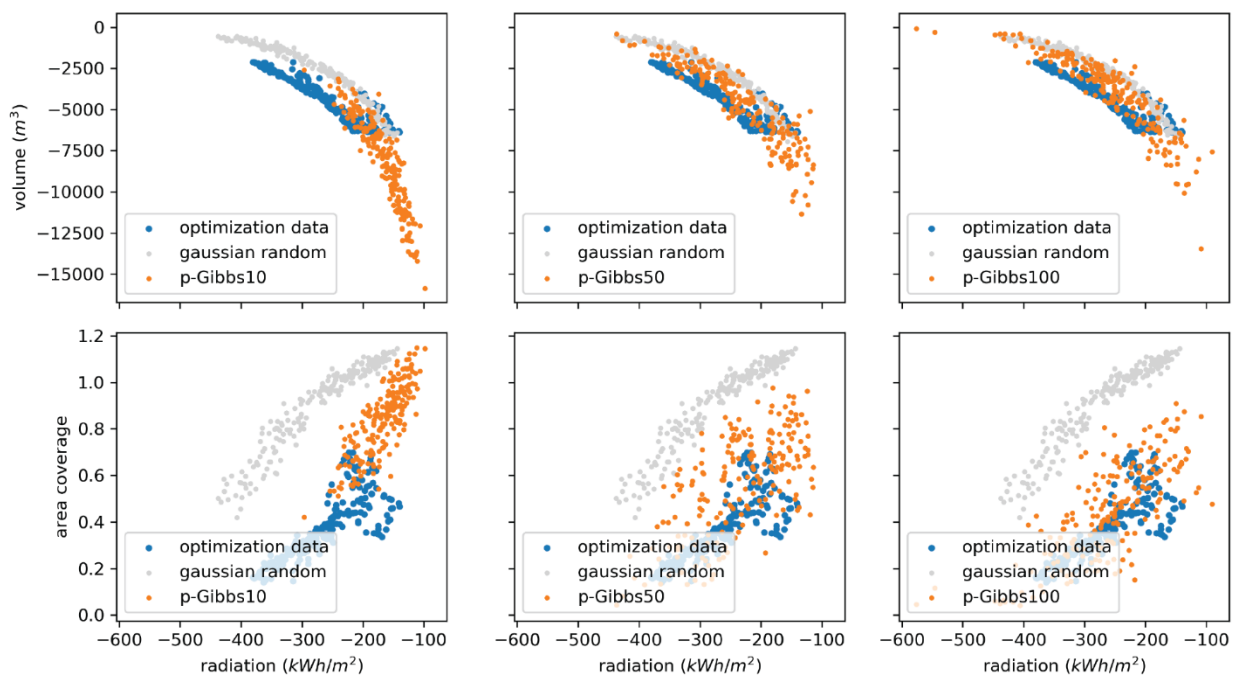 0
−2500
−5000
−7500
−10000
−12500
−15000
volume (m³)
optimization data
gaussian random
p-Gibbs10
optimization data
gaussian random
p-Gibbs50
optimization data
gaussian random
p-Gibbs100
1.2
1.0
0.8
0.6
0.4
0.2
0.0
area coverage
optimization data
gaussian random
p-Gibbs10
optimization data
gaussian random
p-Gibbs50
optimization data
gaussian random
p-Gibbs100
−600 −500 −400 −300 −200 −100
−600 −500 −400 −300 −200 −100
−600 −500 −400 −300 −200 −100
radiation (kWh/m²)
radiation (kWh/m²)
radiation (kWh/m²)